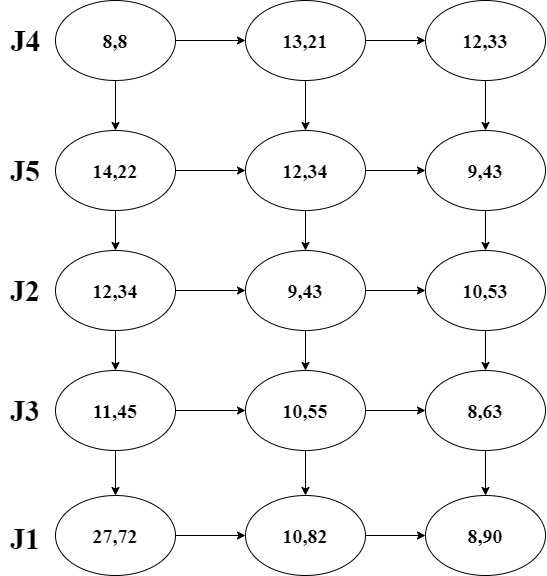 J4 8,8 13,21 12,33
J5 14,22 12,34 9,43
J2 12,34 9,43 10,53
J3 11,45 10,55 8,63
J1 27,72 10,82 8,90